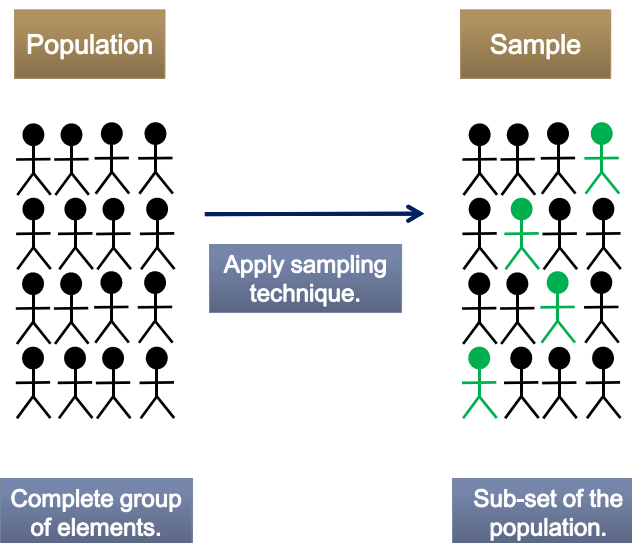 Population
Sample
Apply sampling
technique.
Complete group
of elements.
Sub-set of the
population.